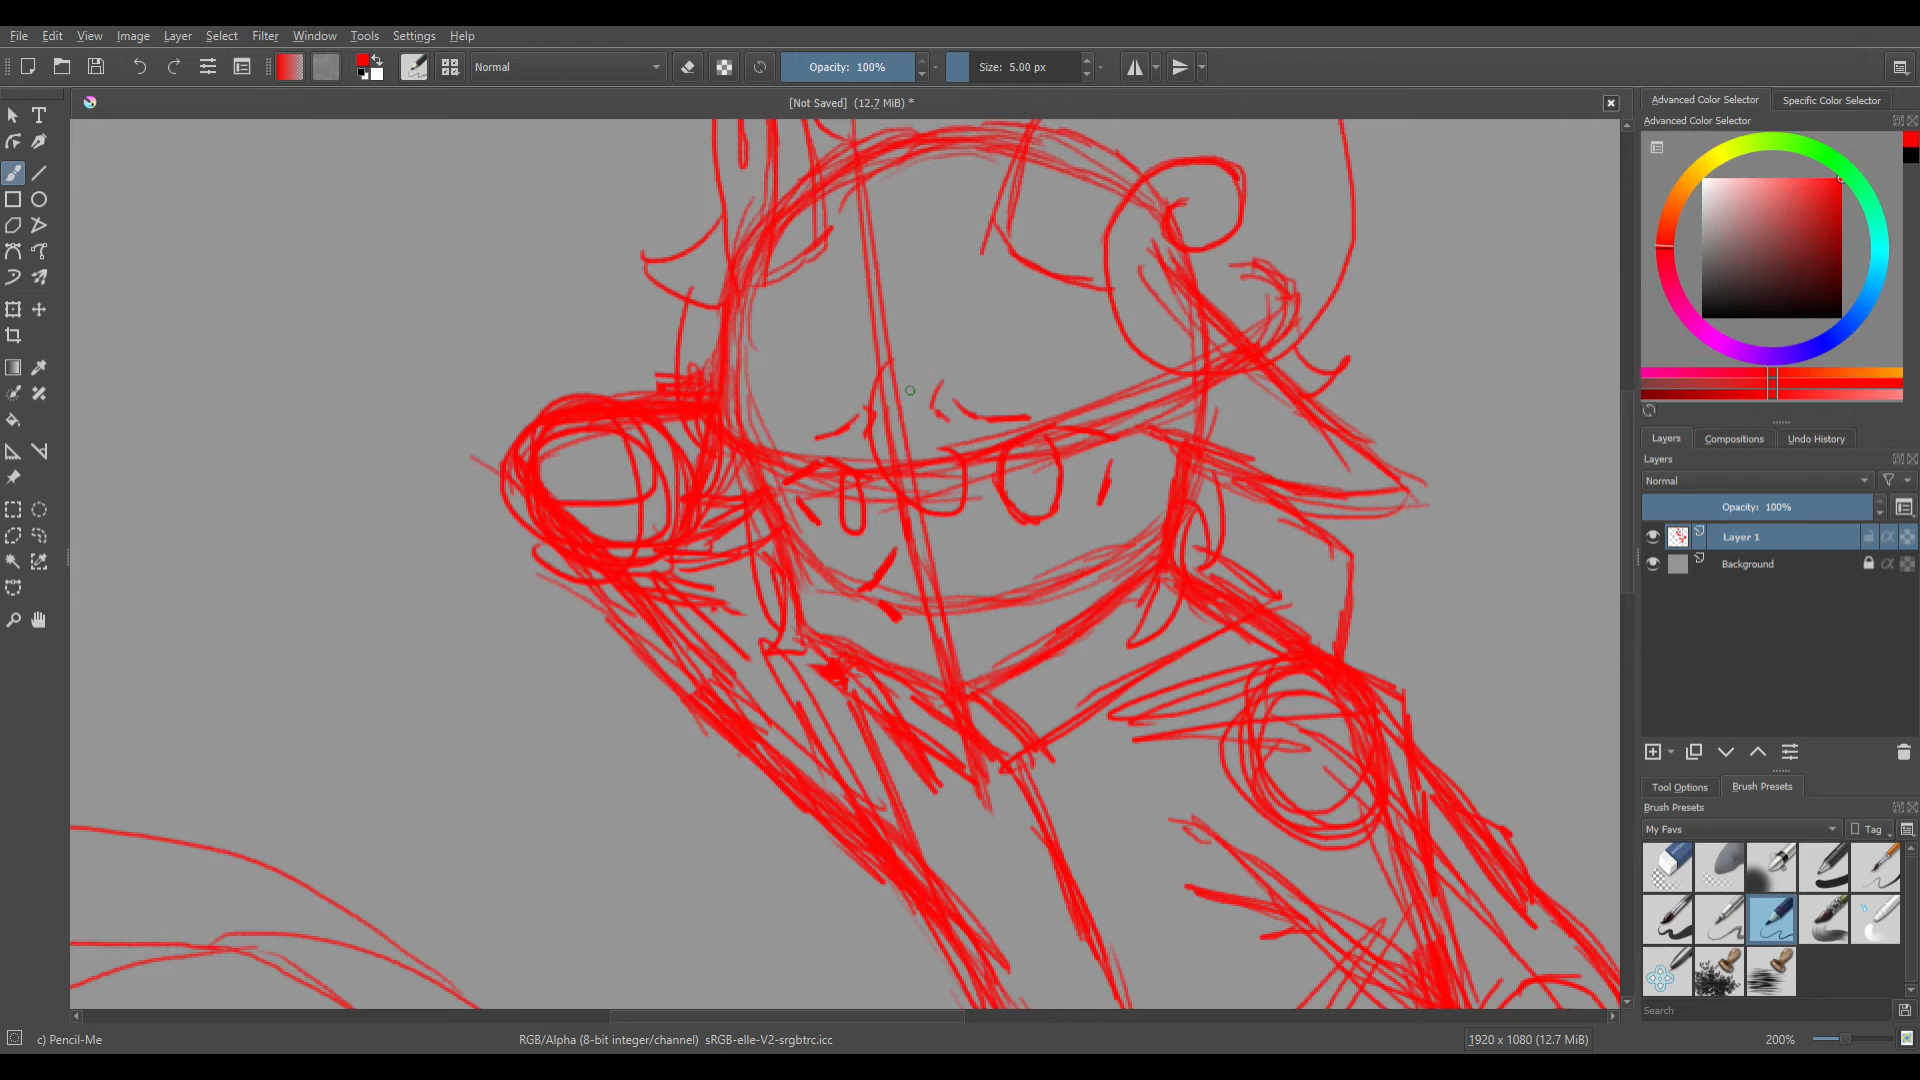 File Edit View Image Layer Select Filter Tools Settings Window Help
Normal
Opacity: 100%
Size: 5.00 px
[Not Saved] (12.7 MiB) *
Advanced Color Selector
Specific Color Selector
Advanced Color Selector
Layers
Compositions
Undo History
Layers
Normal
Opacity: 100%
Layer 1
Background
Tool Options
Brush Presets
Brush Presets
My Favs
Tag
Search
c) Pencil-Me
RGB/Alpha (8-bit integer/channel) sRGB-elle-V2-srgbtrc.icc
1920 x 1080 (12.7 MiB)
200%